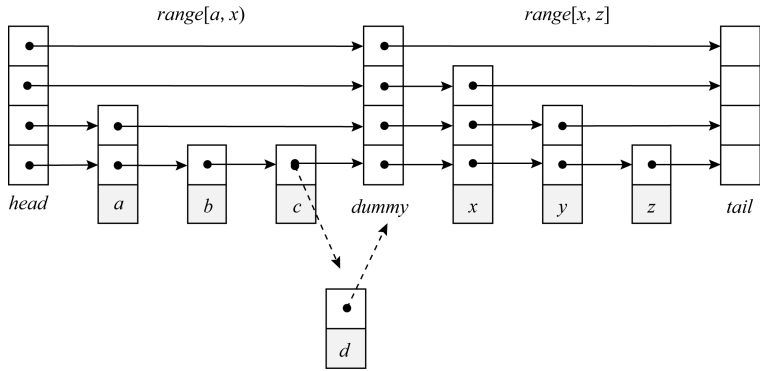 range[a, x)
range[x, z]
head
a
b
c
dummy
x
y
z
tail
d